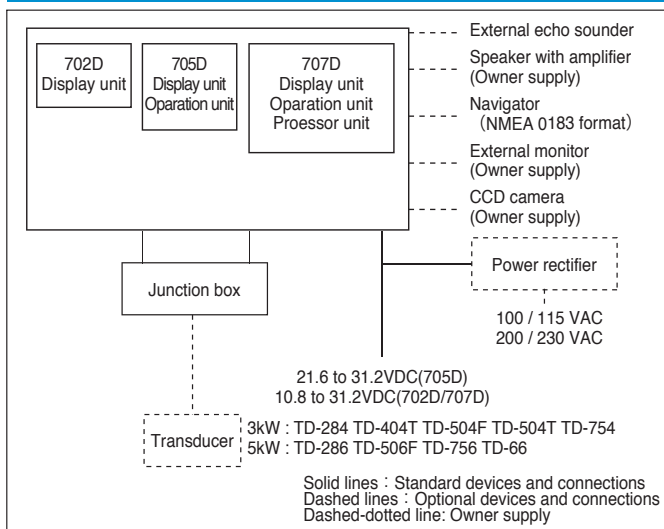 702D
Display unit
705D
Display unit
Oparation unit
707D
Display unit
Oparation unit
Proessor unit
External echo sounder
Speaker with amplifier
(Owner supply)
Navigator
（NMEA 0183 format）
External monitor
(Owner supply)
CCD camera
(Owner supply)
Junction box
Power rectifier
100 / 115 VAC
200 / 230 VAC
21.6 to 31.2VDC(705D)
10.8 to 31.2VDC(702D/707D)
Transducer
3kW : TD-284 TD-404T TD-504F TD-504T TD-754
5kW : TD-286 TD-506F TD-756 TD-66
Solid lines：Standard devices and connections
Dashed lines：Optional devices and connections
Dashed-dotted line: Owner supply